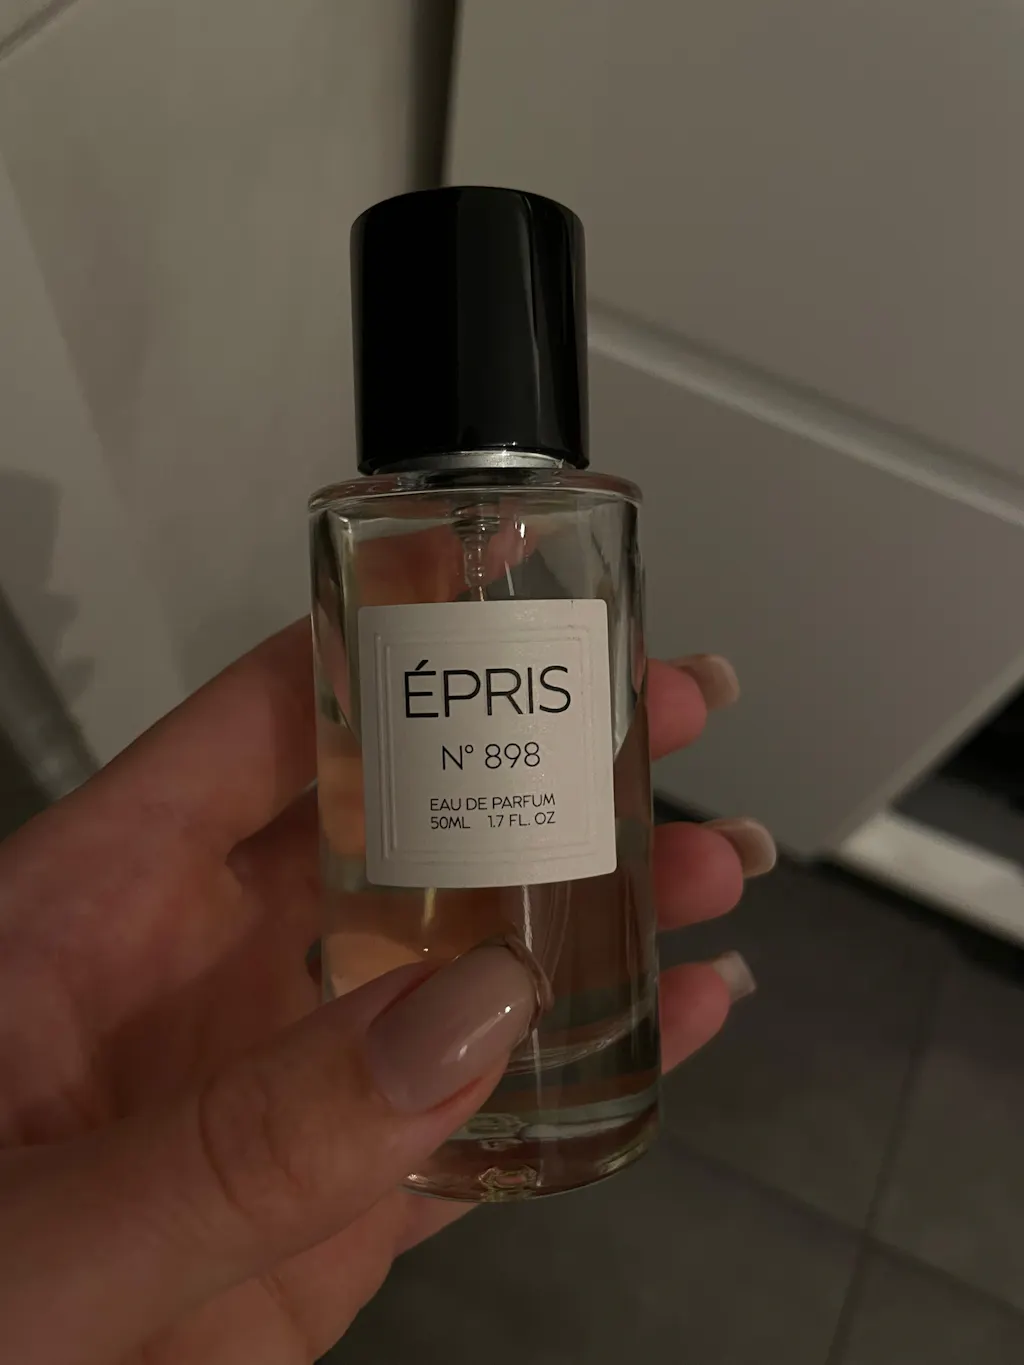 ÉPRIS
N° 898
EAU DE PARFUM
50ML 1.7 FL. OZ